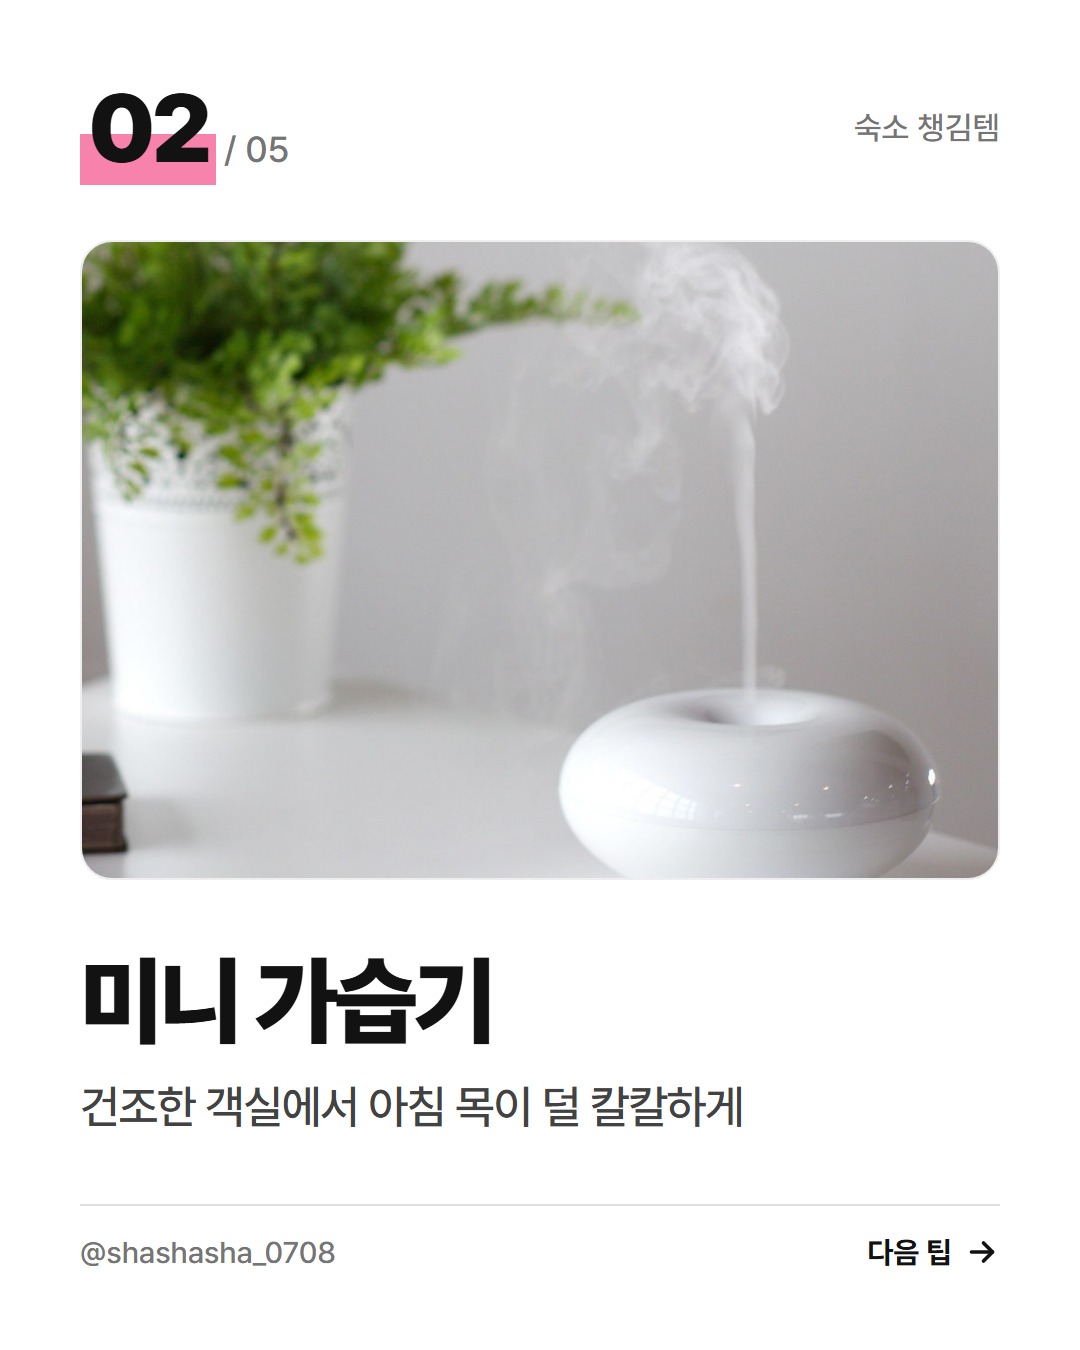 02 / 05
숙소 챙김템
미니 가습기
건조한 객실에서 아침 목이 덜 칼칼하게
@shashasha_0708
다음 팁 →